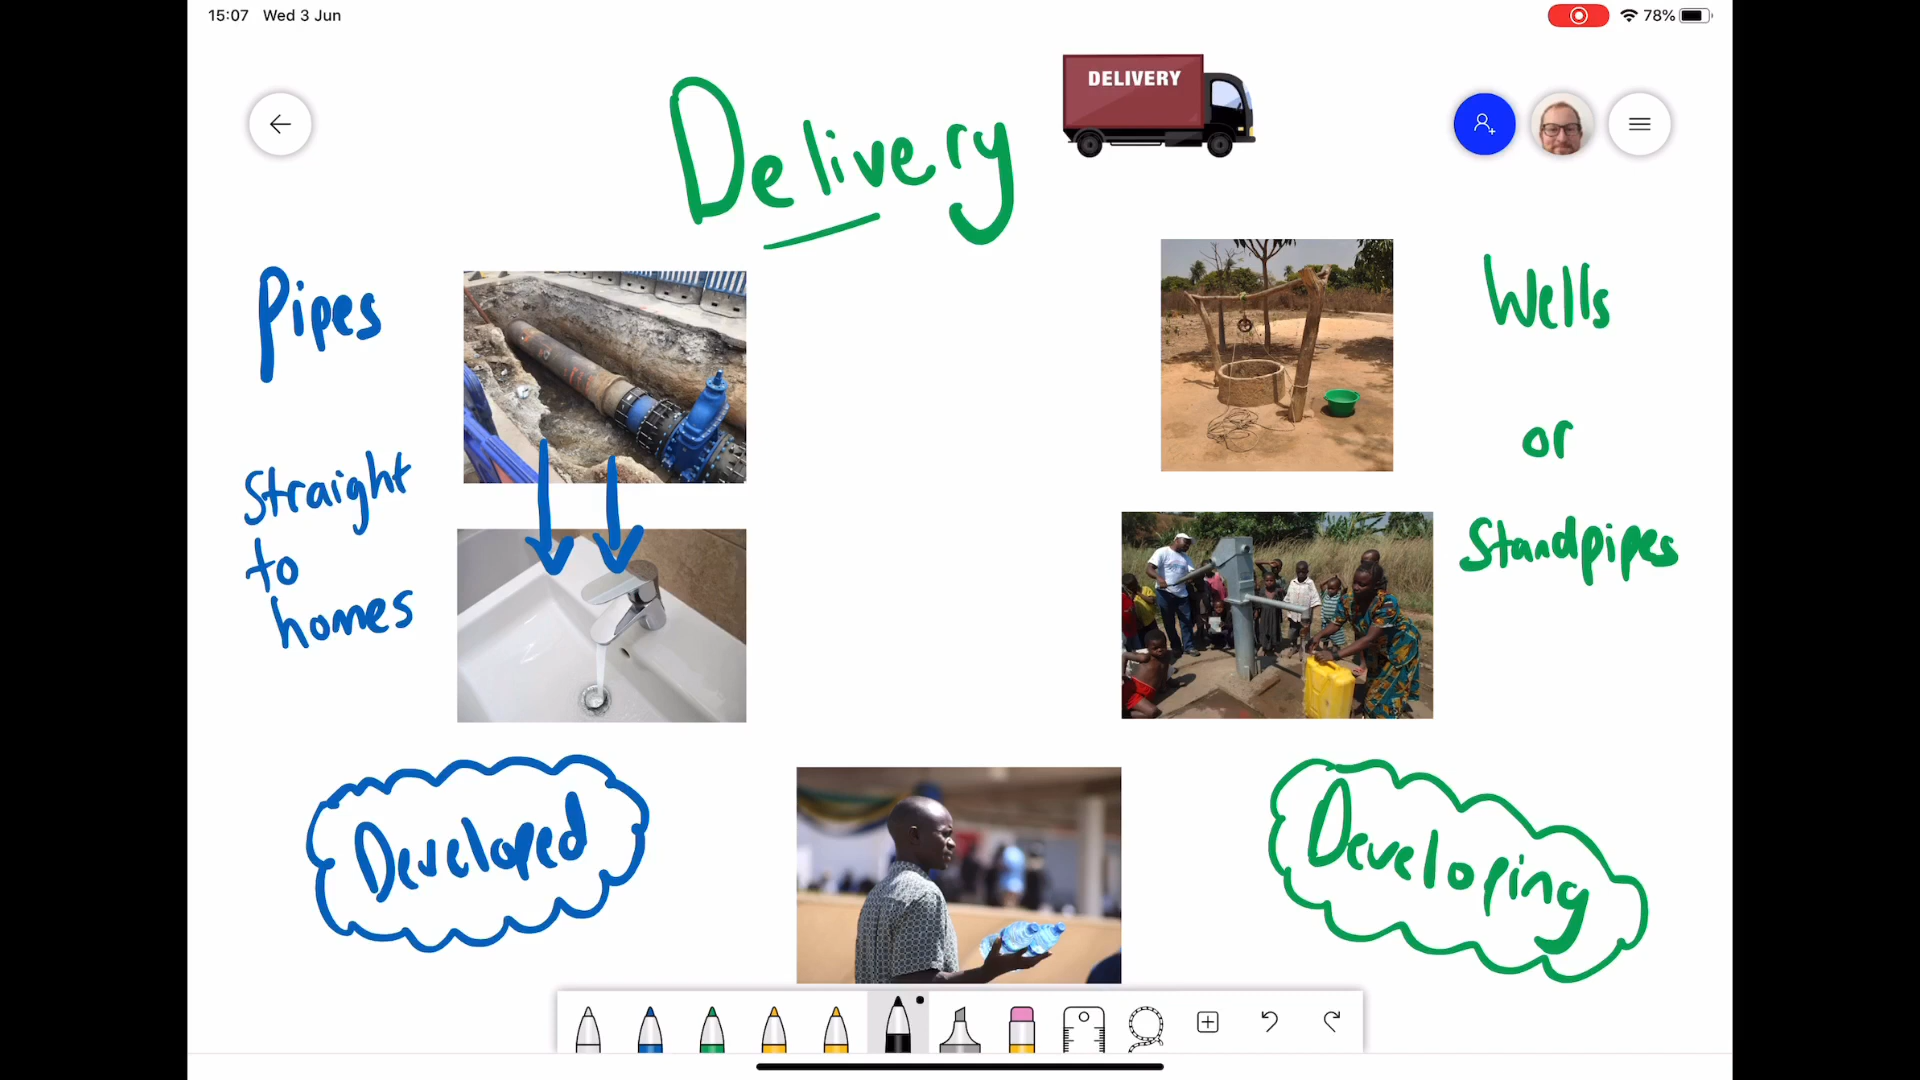 15:07 Wed 3 Jun
78%
Delivery
DELIVERY
Pipes
Straight
to
homes
Wells
or
Standpipes
Developed
Developing